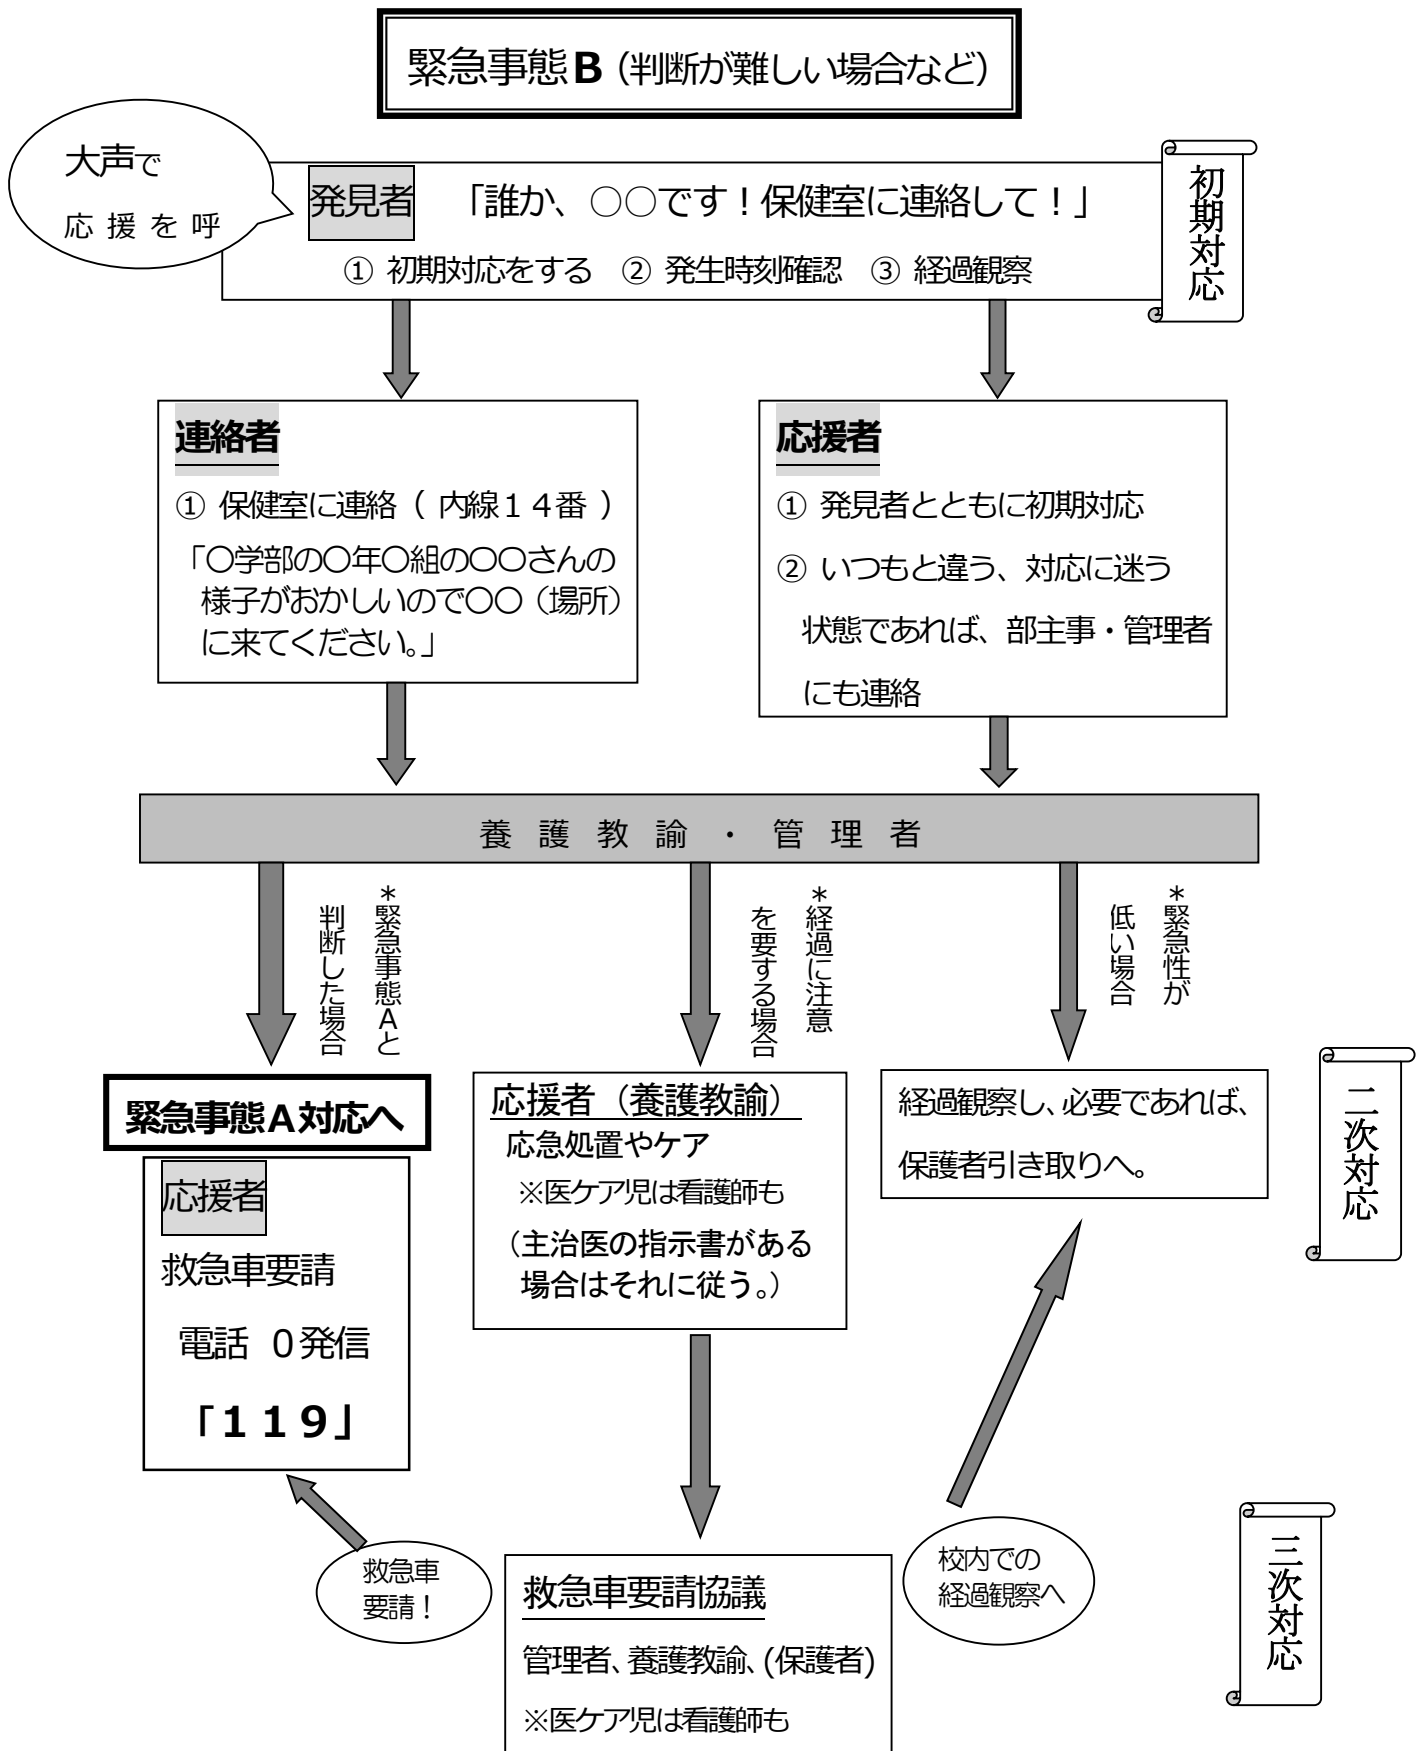 緊急事態B（判断が難しい場合など）
大声で
応援を呼
発見者　「誰か、○○です！保健室に連絡して！」
① 初期対応をする　② 発生時刻確認　③ 経過観察
初期対応
連絡者
① 保健室に連絡（ 内線１４番 ）
「〇学部の〇年〇組の〇〇さんの
様子がおかしいので〇〇（場所）
に来てください。」
応援者
① 発見者とともに初期対応
② いつもと違う、対応に迷う
状態であれば、部主事・管理者
にも連絡
養護教諭・管理者
＊緊急事態Ａと
判断した場合
＊経過に注意
を要する場合
＊緊急性が
低い場合
緊急事態Ａ対応へ
応援者
救急車要請
電話　０発信
「１１９」
応援者（養護教諭）
応急処置やケア
※医ケア児は看護師も
（主治医の指示書がある
場合はそれに従う。）
経過観察し、必要であれば、
保護者引き取りへ。
二次対応
救急車
要請！
救急車要請協議
管理者、養護教諭、(保護者)
※医ケア児は看護師も
校内での
経過観察へ
三次対応